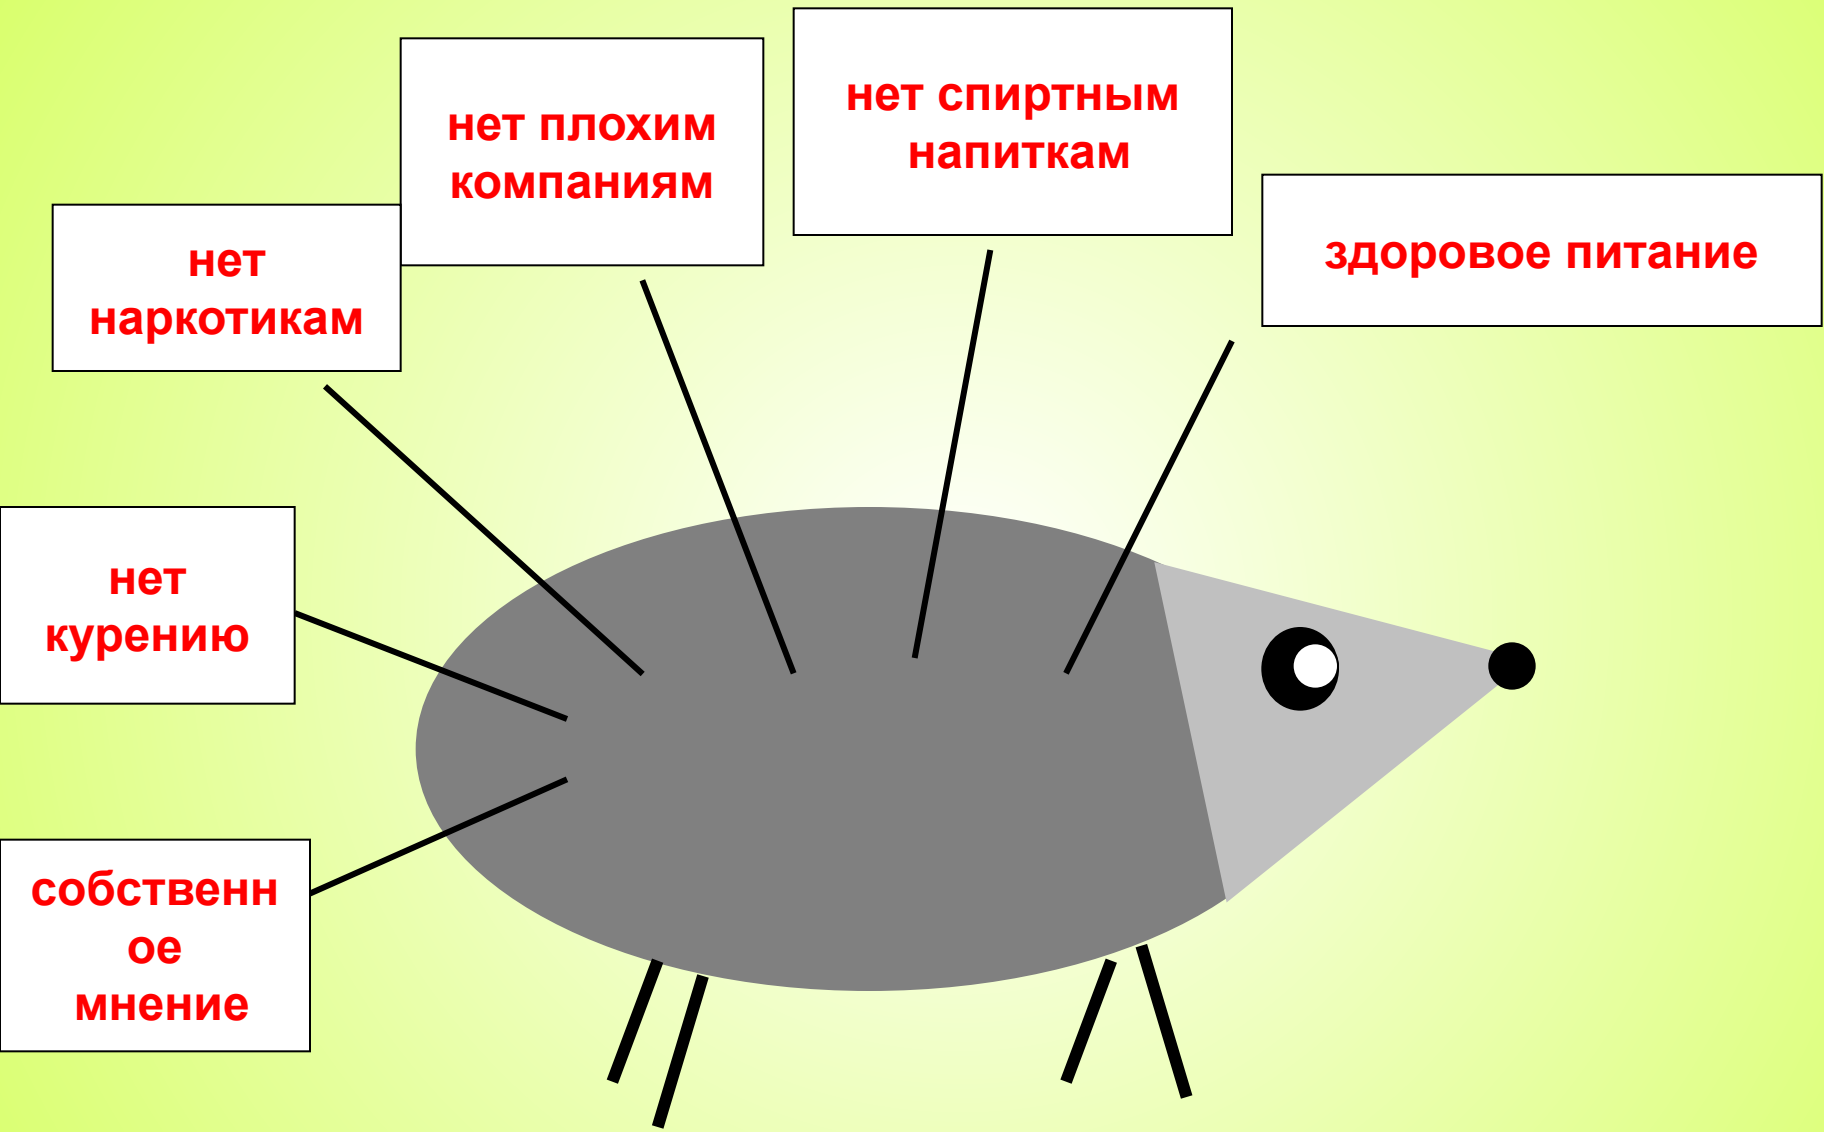 нет спиртным
напиткам
нет плохим
компаниям
здоровое питание
нет
наркотикам
нет
курению
собственн
ое
мнение